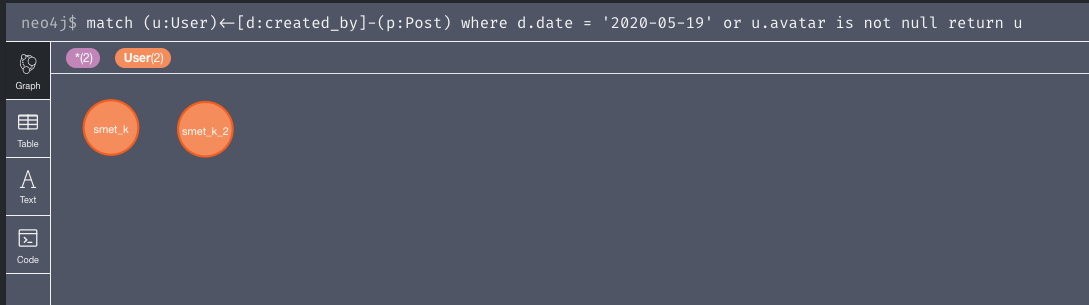 neo4j$ match (u:User)<-[d:created_by]-(p:Post) where d.date = '2020-05-19' or u.avatar is not null return u
*(2) User(2)
Graph
smet_k smet_k_2
Table
Text
Code